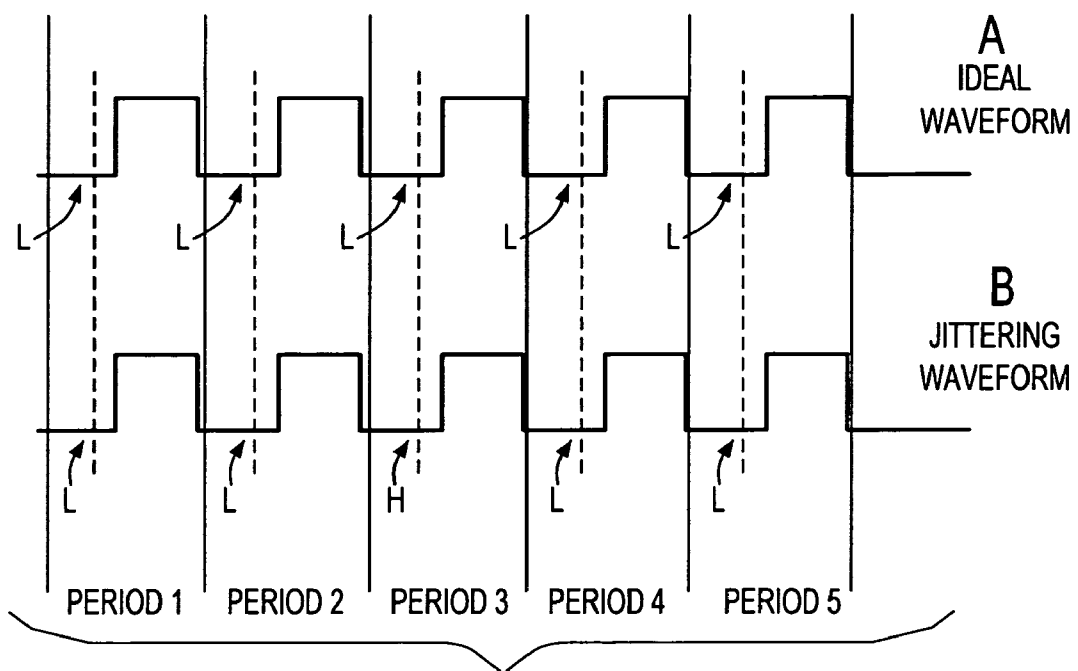 A
IDEAL
WAVEFORM
L L L L L
B
JITTERING
WAVEFORM
L L H L L
PERIOD 1 PERIOD 2 PERIOD 3 PERIOD 4 PERIOD 5